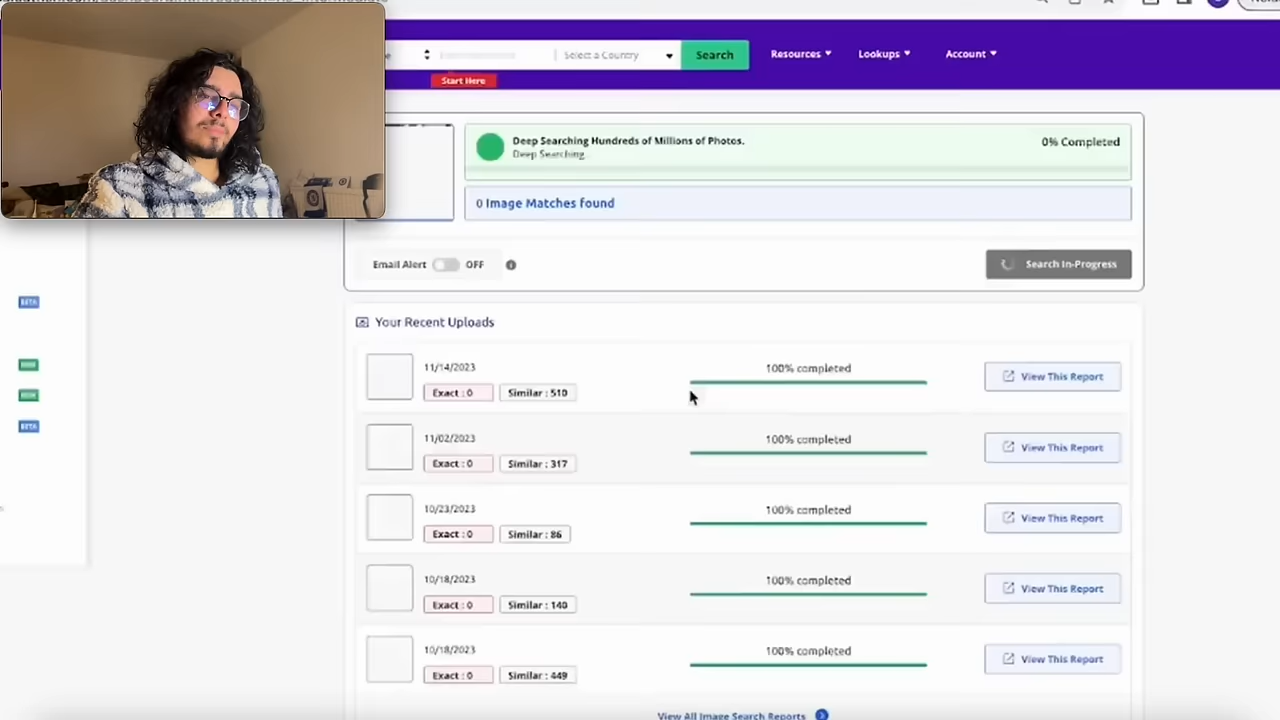 Select a Country
Search
Resources
Lookups
Account
Start Here
Deep Searching Hundreds of Millions of Photos.
Deep Searching
0% Completed
0 Image Matches found
Email Alert
OFF
Search In-Progress
Your Recent Uploads
11/14/2023
Exact : 0
Similar : 510
100% completed
View This Report
11/02/2023
Exact : 0
Similar : 317
100% completed
View This Report
10/23/2023
Exact : 0
Similar : 86
100% completed
View This Report
10/18/2023
Exact : 0
Similar : 140
100% completed
View This Report
10/18/2023
Exact : 0
Similar : 449
100% completed
View This Report
View All Image Search Reports
BETA
BETA